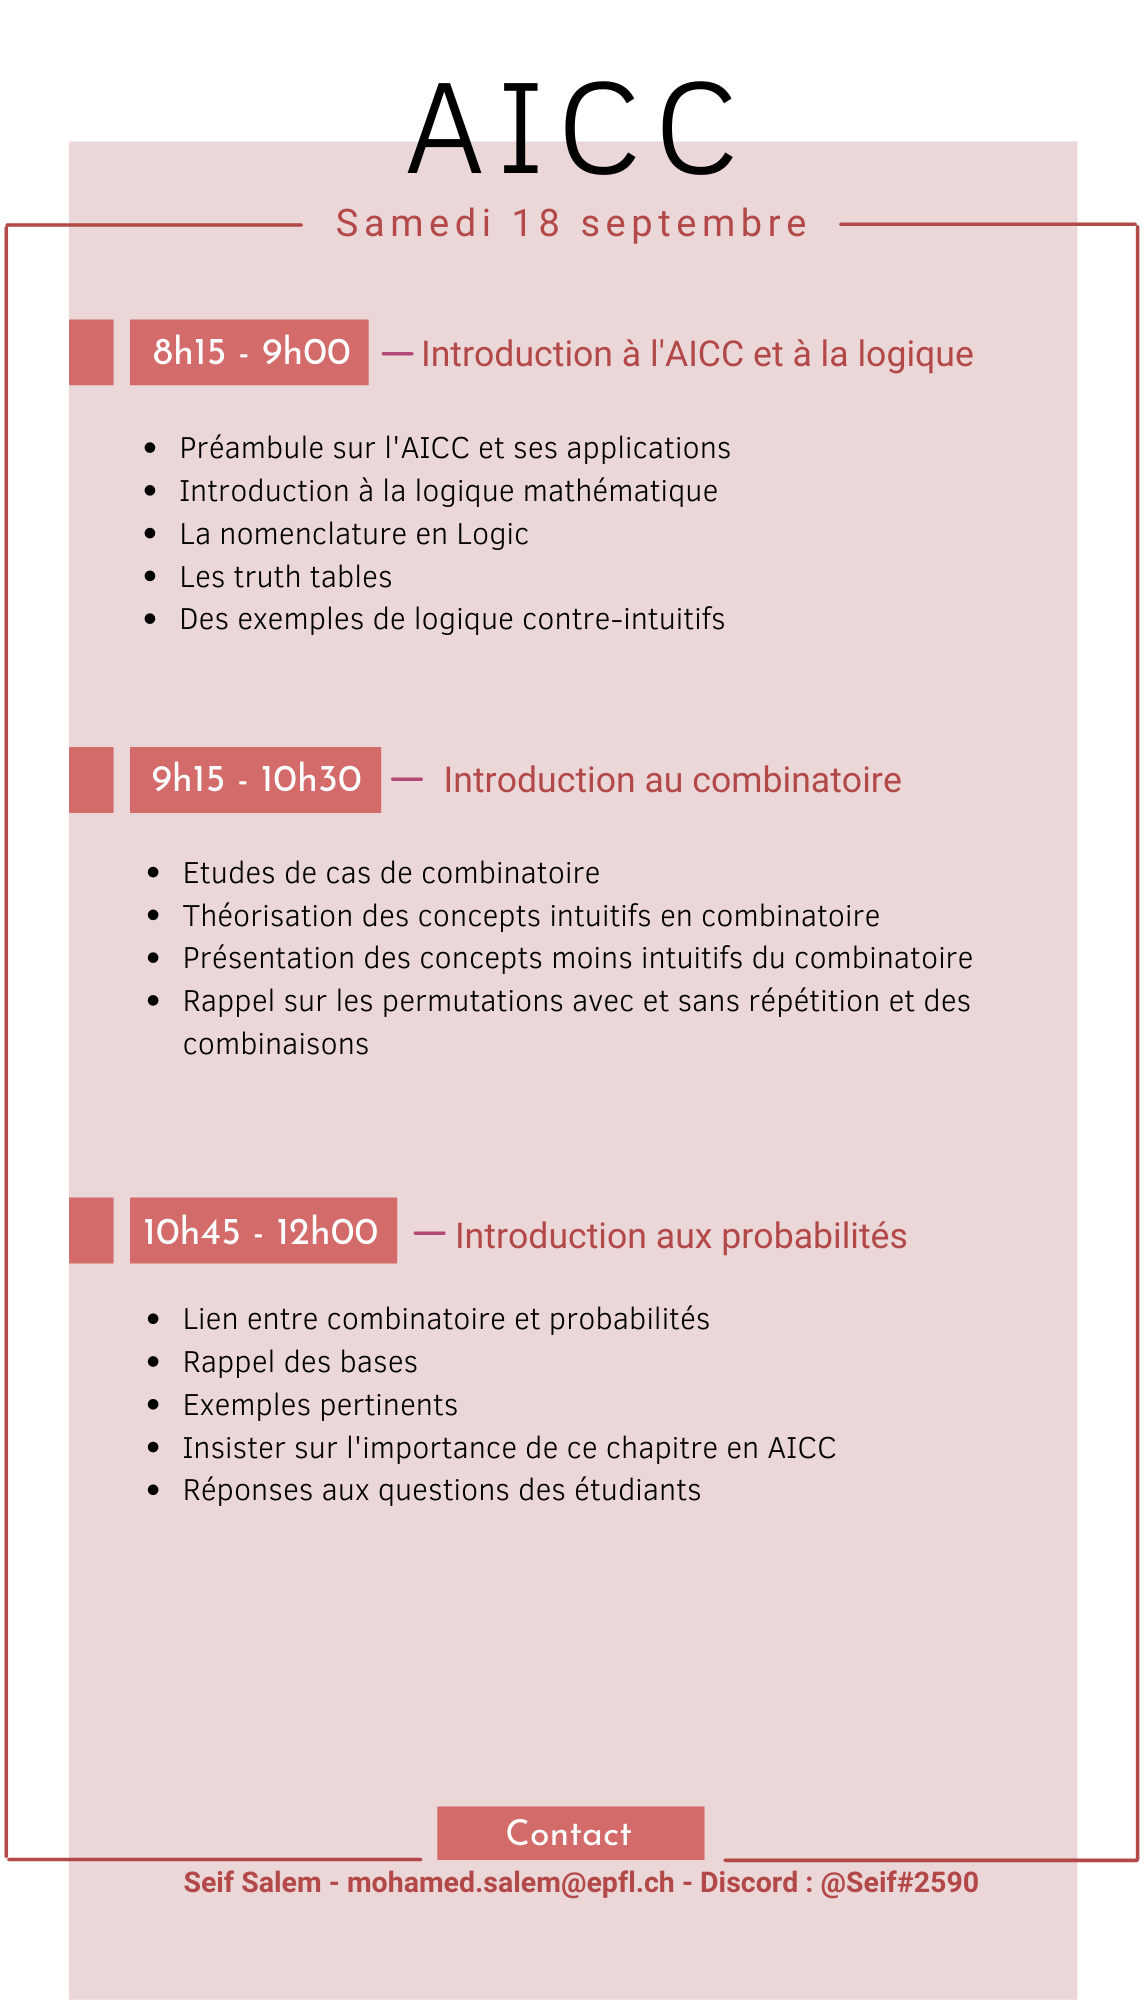 AICC
Samedi 18 septembre
8h15 - 9h00 — Introduction à l'AICC et à la logique
• Préambule sur l'AICC et ses applications
• Introduction à la logique mathématique
• La nomenclature en Logic
• Les truth tables
• Des exemples de logique contre-intuitifs
9h15 - 10h30 — Introduction au combinatoire
• Etudes de cas de combinatoire
• Théorisation des concepts intuitifs en combinatoire
• Présentation des concepts moins intuitifs du combinatoire
• Rappel sur les permutations avec et sans répétition et des
combinaisons
10h45 - 12h00 — Introduction aux probabilités
• Lien entre combinatoire et probabilités
• Rappel des bases
• Exemples pertinents
• Insister sur l'importance de ce chapitre en AICC
• Réponses aux questions des étudiants
Contact
Seif Salem - mohamed.salem@epfl.ch - Discord : @Seif#2590